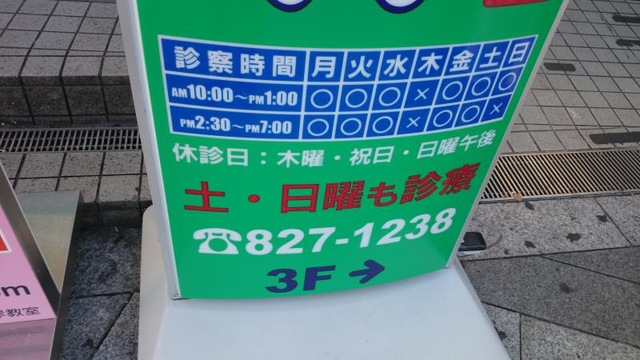 診察時間 月 火 水 木 金 土 日
AM10:00~PM1:00 ○ ○ ○ × ○ ○ ○
PM2:30~PM7:00 ○ ○ ○ × ○ ○ ×
休診日：木曜・祝日・日曜午後
土・日曜も診療
☎827-1238
3F→
m
教室